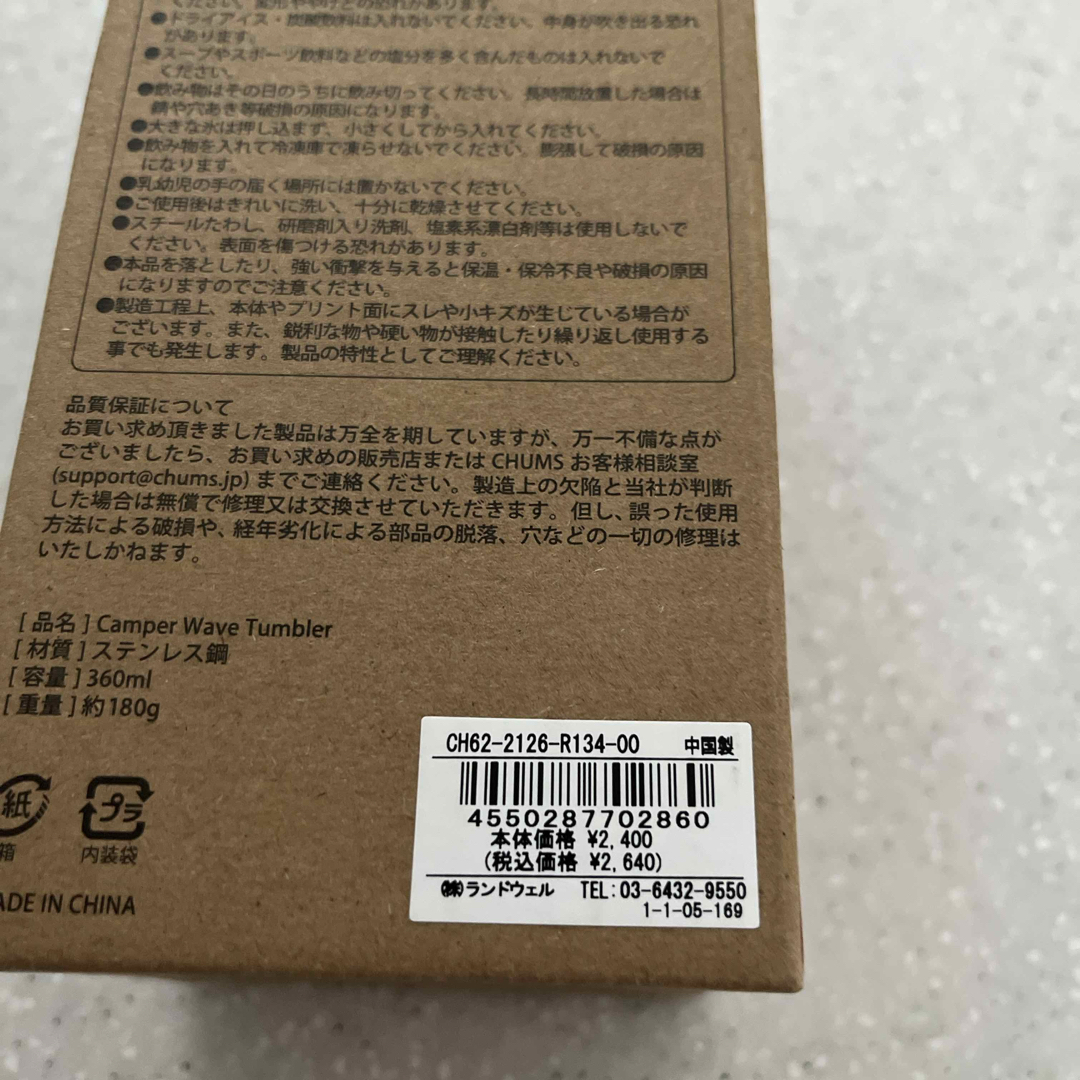 ください。変形ややけどの恐れがあります。
●ドライアイス・炭酸飲料は入れないでください、中身が吹き出る恐れ
があります。
●スープやスポーツ飲料などの塩分を多く含んだものは入れないで
ください。
●飲み物はその日のうちに飲み切ってください。長時間放置した場合は
錆や穴あき等破損の原因になります。
●大きな氷は押し込まず、小さくしてから入れてください。
●飲み物を入れて冷凍庫で凍らせないでください。膨張して破損の原因
になります。
●乳幼児の手の届く場所には置かないでください。
●ご使用後はきれいに洗い、十分に乾燥させてください。
●スチールたわし、研磨剤入り洗剤、塩素系漂白剤等は使用しないで
ください。表面を傷つける恐れがあります。
●本品を落としたり、強い衝撃を与えると保温・保冷不良や破損の原因
になりますのでご注意ください。
●製造工程上、本体やプリント面にスレや小キズが生じている場合が
ございます。また、鋭利な物や硬い物が接触したり繰り返し使用する
事でも発生します。製品の特性としてご理解ください。
品質保証について
お買い求め頂きました製品は万全を期していますが、万一不備な点が
ございましたら、お買い求めの販売店または CHUMS お客様相談室
(support@chums.jp) までご連絡ください。製造上の欠陥と当社が判断
した場合は無償で修理又は交換させていただきます。但し、誤った使用
方法による破損や、経年劣化による部品の脱落、穴などの一切の修理は
いたしかねます。
[ 品名 ] Camper Wave Tumbler
[ 材質 ] ステンレス鋼
[ 容量 ] 360ml
[ 重量 ] 約180g
紙
箱
プラ
内装袋
ADE IN CHINA
CH62-2126-R134-00 中国製
4550287702860
本体価格 ¥2,400
(税込価格 ¥2,640)
㈱ランドウェル TEL:03-6432-9550
1-1-05-169